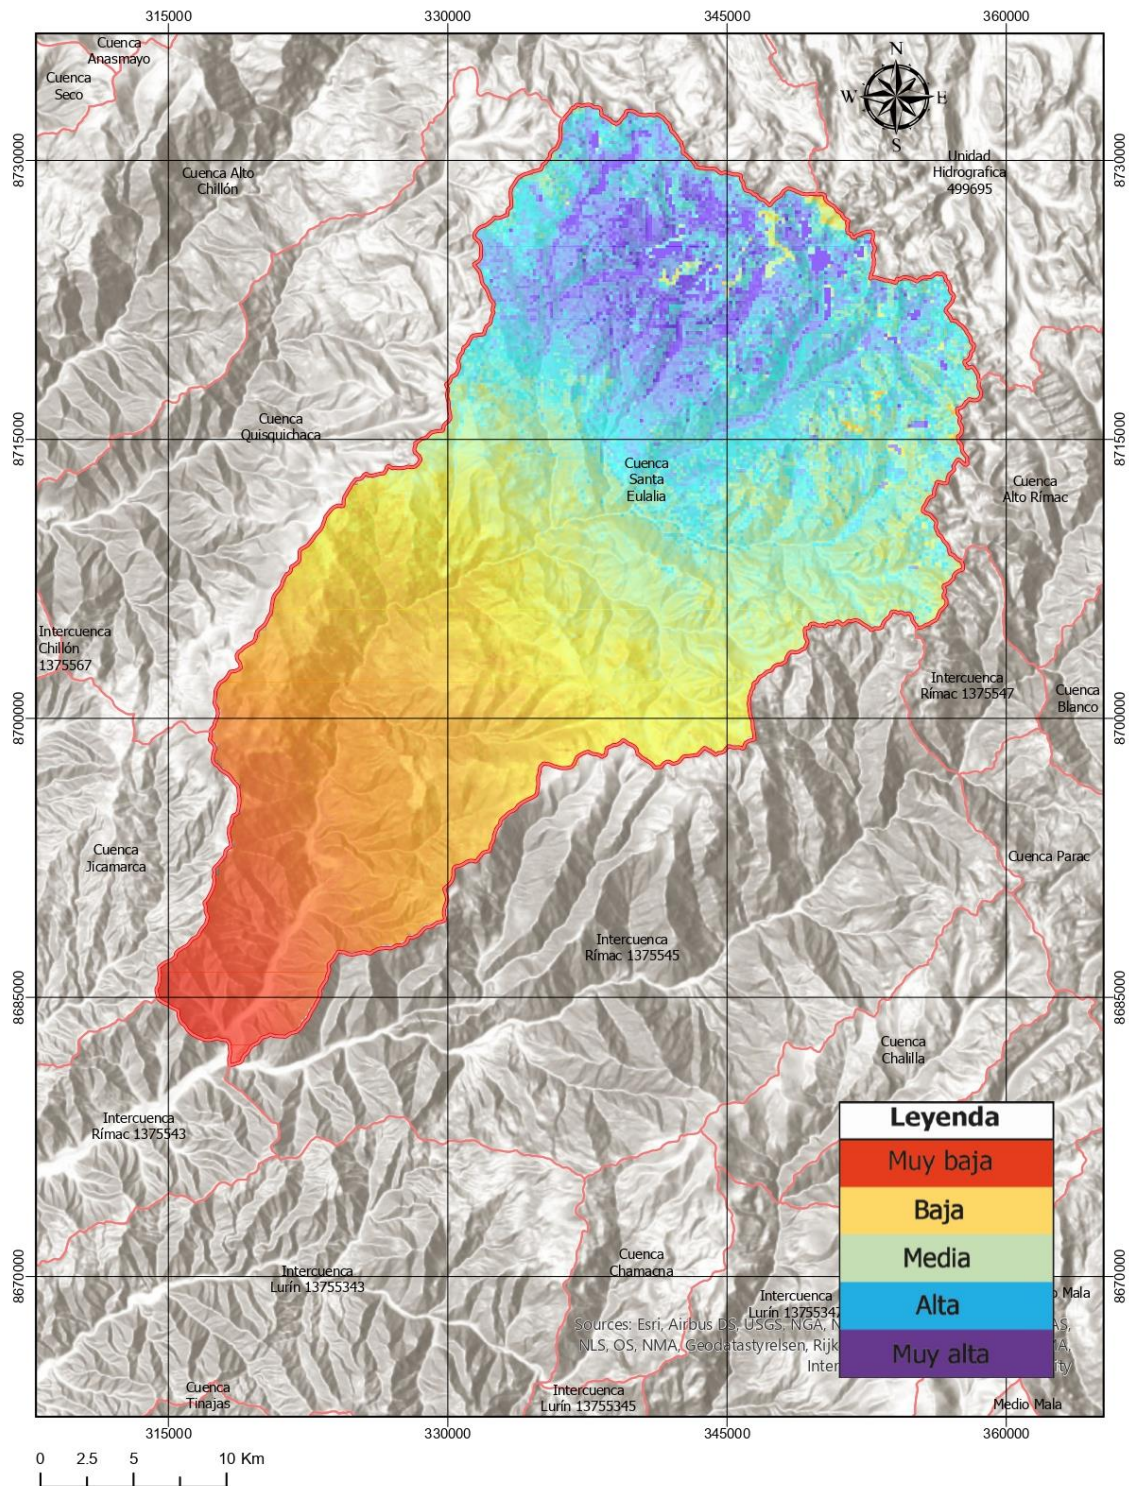 315000
330000
345000
360000
Cuenca
Anasmayo
Cuenca
Seco
N
W
E
S
8730000
8730000
Cuenca Alto
Chillón
Unidad
Hidrografica
499695
Cuenca
Quisquichaca
8715000
8715000
Cuenca
Santa
Eulalia
Cuenca
Alto Rímac
Intercuenca
Chillón
1375567
Intercuenca
Rímac 1375547
Cuenca
Blanco
8700000
8700000
Cuenca
Jicamarca
Cuenca Parac
Intercuenca
Rímac 1375545
8685000
8685000
Cuenca
Chalilla
Intercuenca
Rímac 1375543
Leyenda
Muy baja
Baja
Media
Alta
Muy alta
Intercuenca
Lurín 13755343
Cuenca
Chamacna
8670000
8670000
Intercuenca
Lurín 1375534
Mala
Sources: Esri, Airbus DS, USGS, NGA, N AS,
NLS, OS, NMA, Geodatastyrelsen, Rijk A,
Inter ity
Cuenca
Tinajas
Intercuenca
Lurín 13755345
Medio Mala
315000
330000
345000
360000
0 2.5 5 10 Km